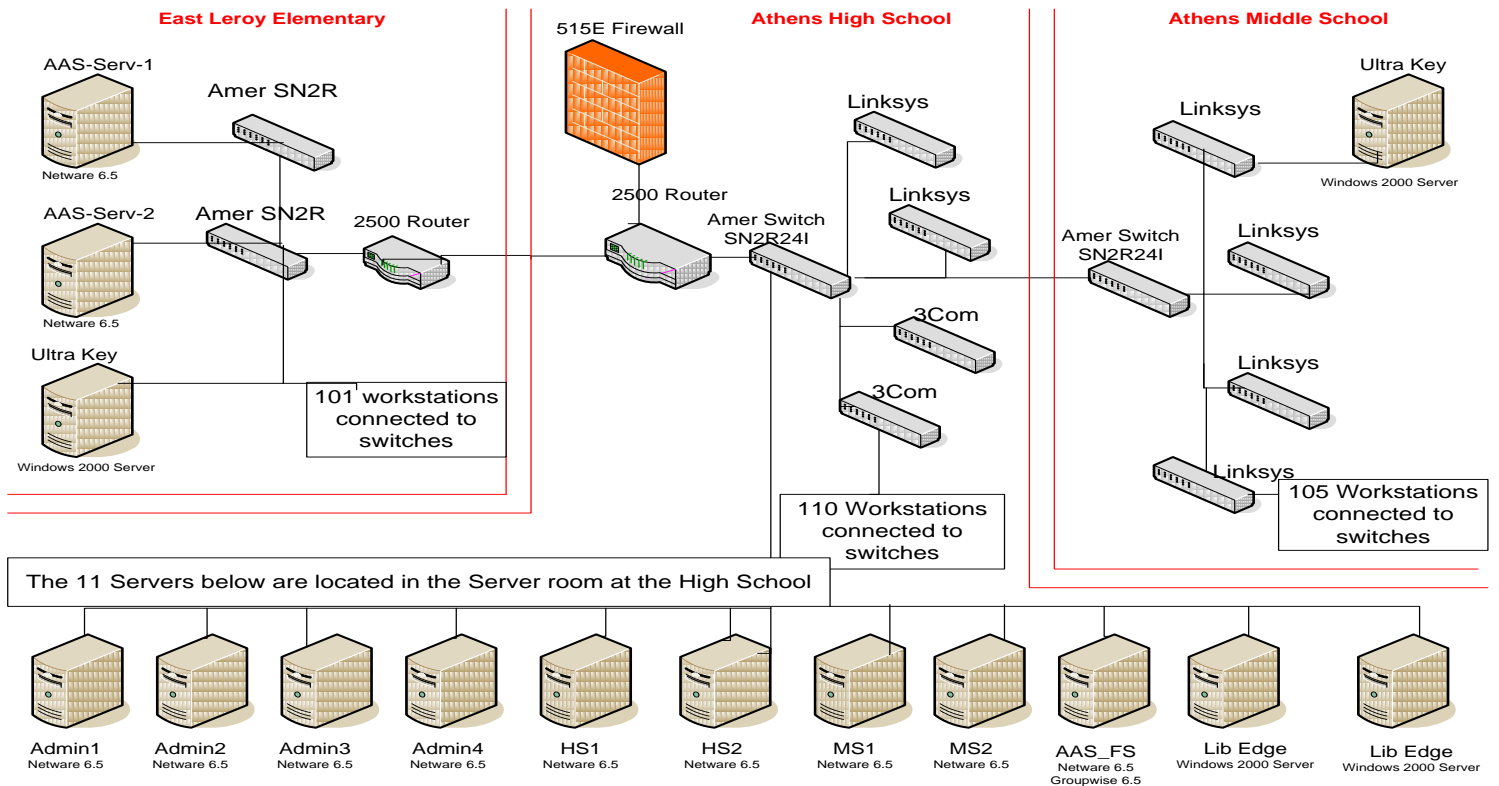 East Leroy Elementary
Athens High School
Athens Middle School
AAS-Serv-1
Netware 6.5
Amer SN2R
AAS-Serv-2
Netware 6.5
Amer SN2R
2500 Router
Ultra Key
Windows 2000 Server
101 workstations
connected to
switches
515E Firewall
2500 Router
Amer Switch
SN2R24I
Linksys
Linksys
3Com
3Com
110 Workstations
connected to
switches
Ultra Key
Windows 2000 Server
Linksys
Amer Switch
SN2R24I
Linksys
Linksys
Linksys
105 Workstations
connected to
switches
The 11 Servers below are located in the Server room at the High School
Admin1
Netware 6.5
Admin2
Netware 6.5
Admin3
Netware 6.5
Admin4
Netware 6.5
HS1
Netware 6.5
HS2
Netware 6.5
MS1
Netware 6.5
MS2
Netware 6.5
AAS_FS
Netware 6.5
Groupwise 6.5
Lib Edge
Windows 2000 Server
Lib Edge
Windows 2000 Server